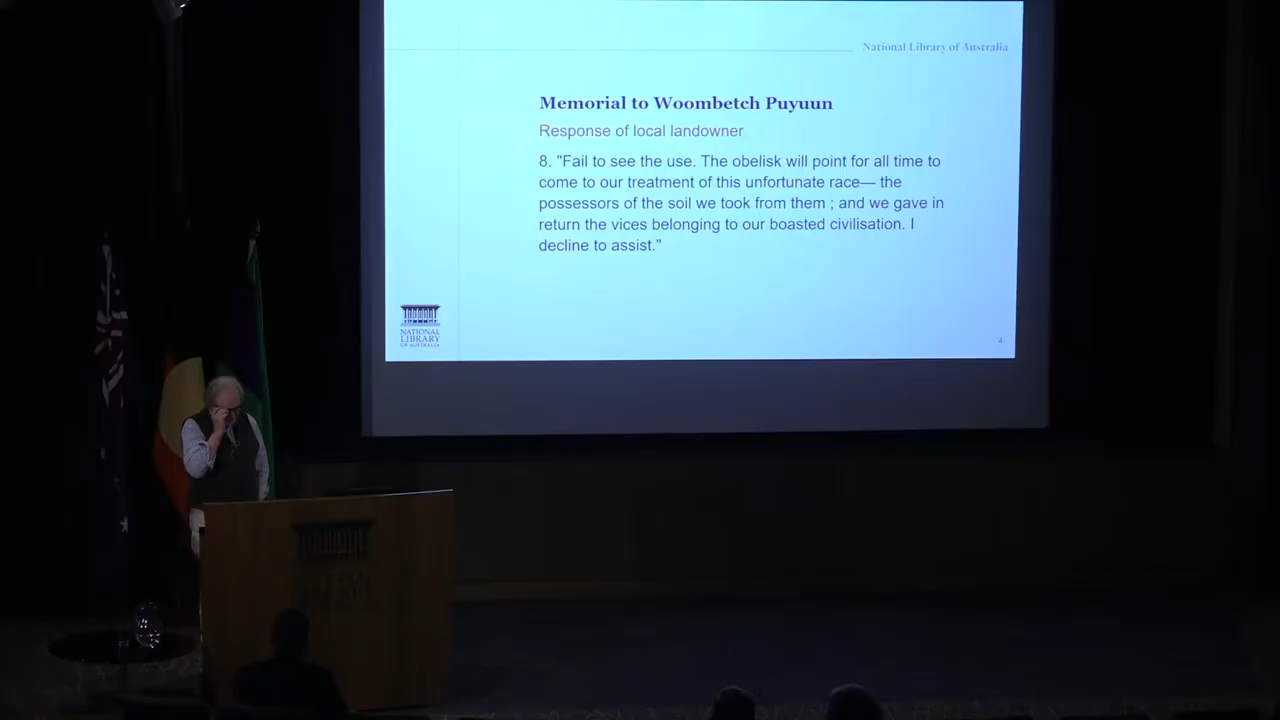 National Library of Australia
Memorial to Woombetch Puyuun
Response of local landowner
8. "Fail to see the use. The obelisk will point for all time to
come to our treatment of this unfortunate race— the
possessors of the soil we took from them ; and we gave in
return the vices belonging to our boasted civilisation. I
decline to assist."
NATIONAL
LIBRARY
OF AUSTRALIA
4